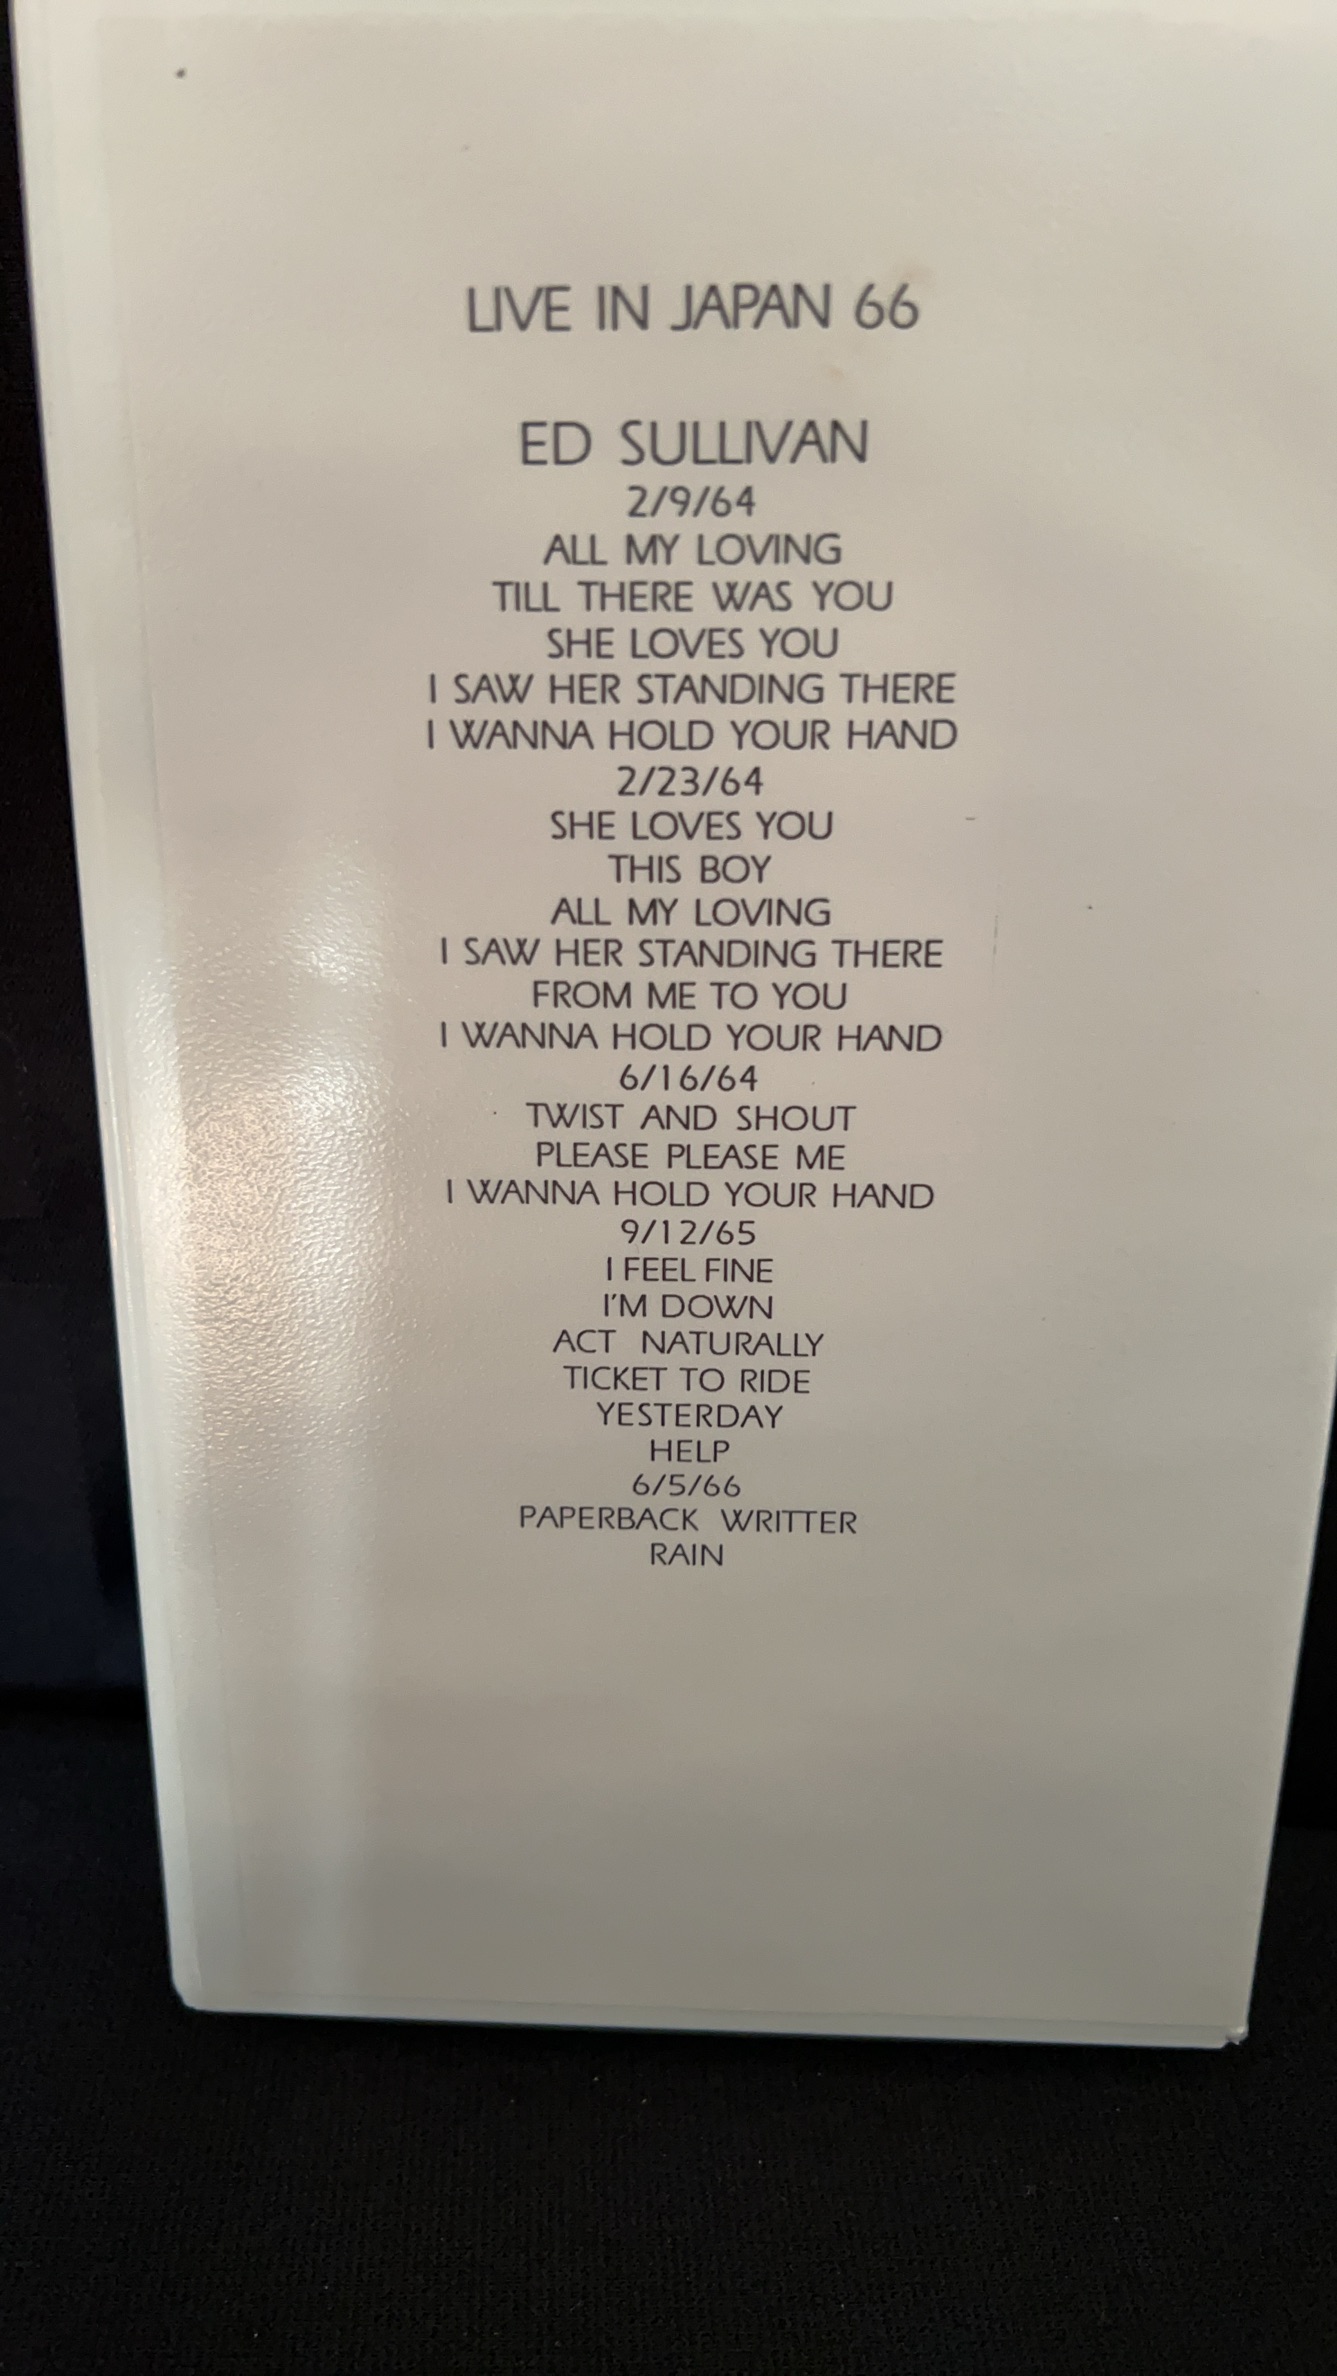 LIVE IN JAPAN 66
ED SULLIVAN
2/9/64
ALL MY LOVING
TILL THERE WAS YOU
SHE LOVES YOU
I SAW HER STANDING THERE
I WANNA HOLD YOUR HAND
2/23/64
SHE LOVES YOU
THIS BOY
ALL MY LOVING
I SAW HER STANDING THERE
FROM ME TO YOU
I WANNA HOLD YOUR HAND
6/16/64
TWIST AND SHOUT
PLEASE PLEASE ME
I WANNA HOLD YOUR HAND
9/12/65
I FEEL FINE
I'M DOWN
ACT NATURALLY
TICKET TO RIDE
YESTERDAY
HELP
6/5/66
PAPERBACK WRITTER
RAIN